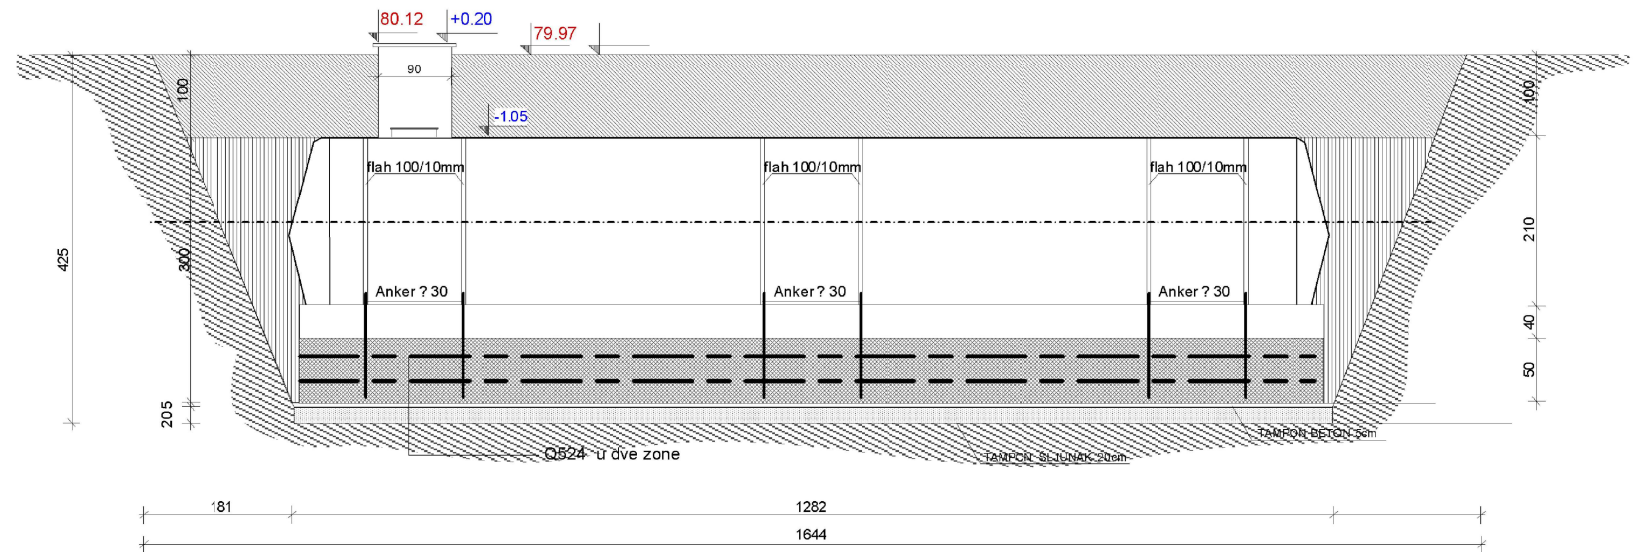 80.12
+0.20
79.97
90
100
100
-1.05
flah 100/10mm
flah 100/10mm
flah 100/10mm
425
300
210
Anker ? 30
Anker ? 30
Anker ? 30
40
50
205
TAMPON BETON 5cm
Q524 u dve zone
TAMPON ŠLJUNAK 20cm
181
1282
1644